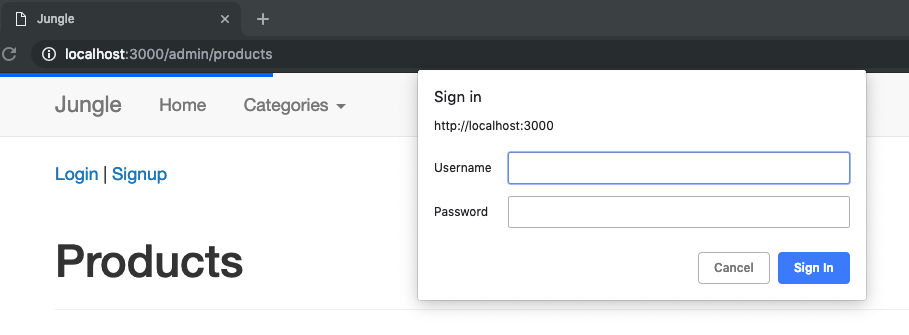 Jungle
localhost:3000/admin/products
Sign in
http://localhost:3000
Username
Password
Cancel Sign In
Jungle Home Categories
Login | Signup
Products